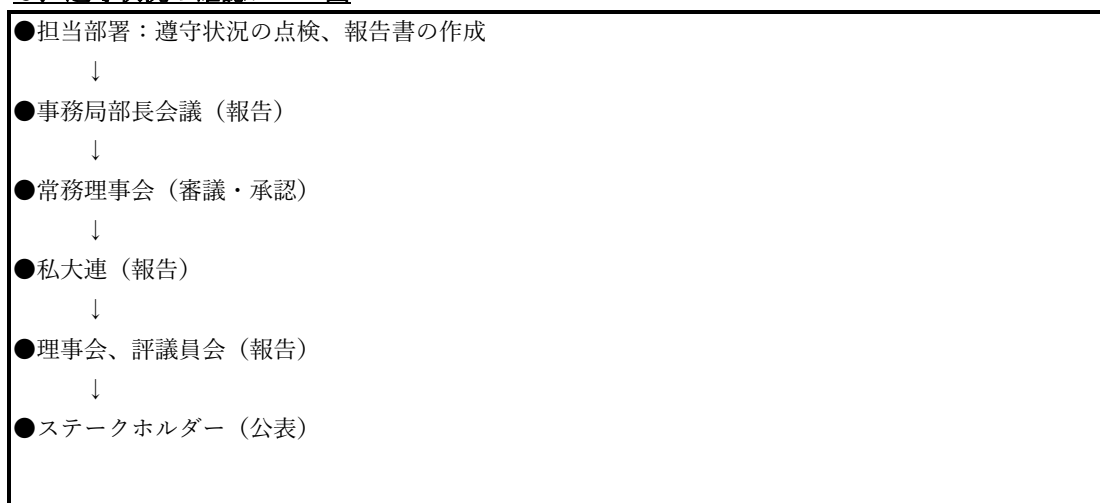 ●担当部署：遵守状況の点検、報告書の作成
↓
●事務局部長会議（報告）
↓
●常務理事会（審議・承認）
↓
●私大連（報告）
↓
●理事会、評議員会（報告）
↓
●ステークホルダー（公表）